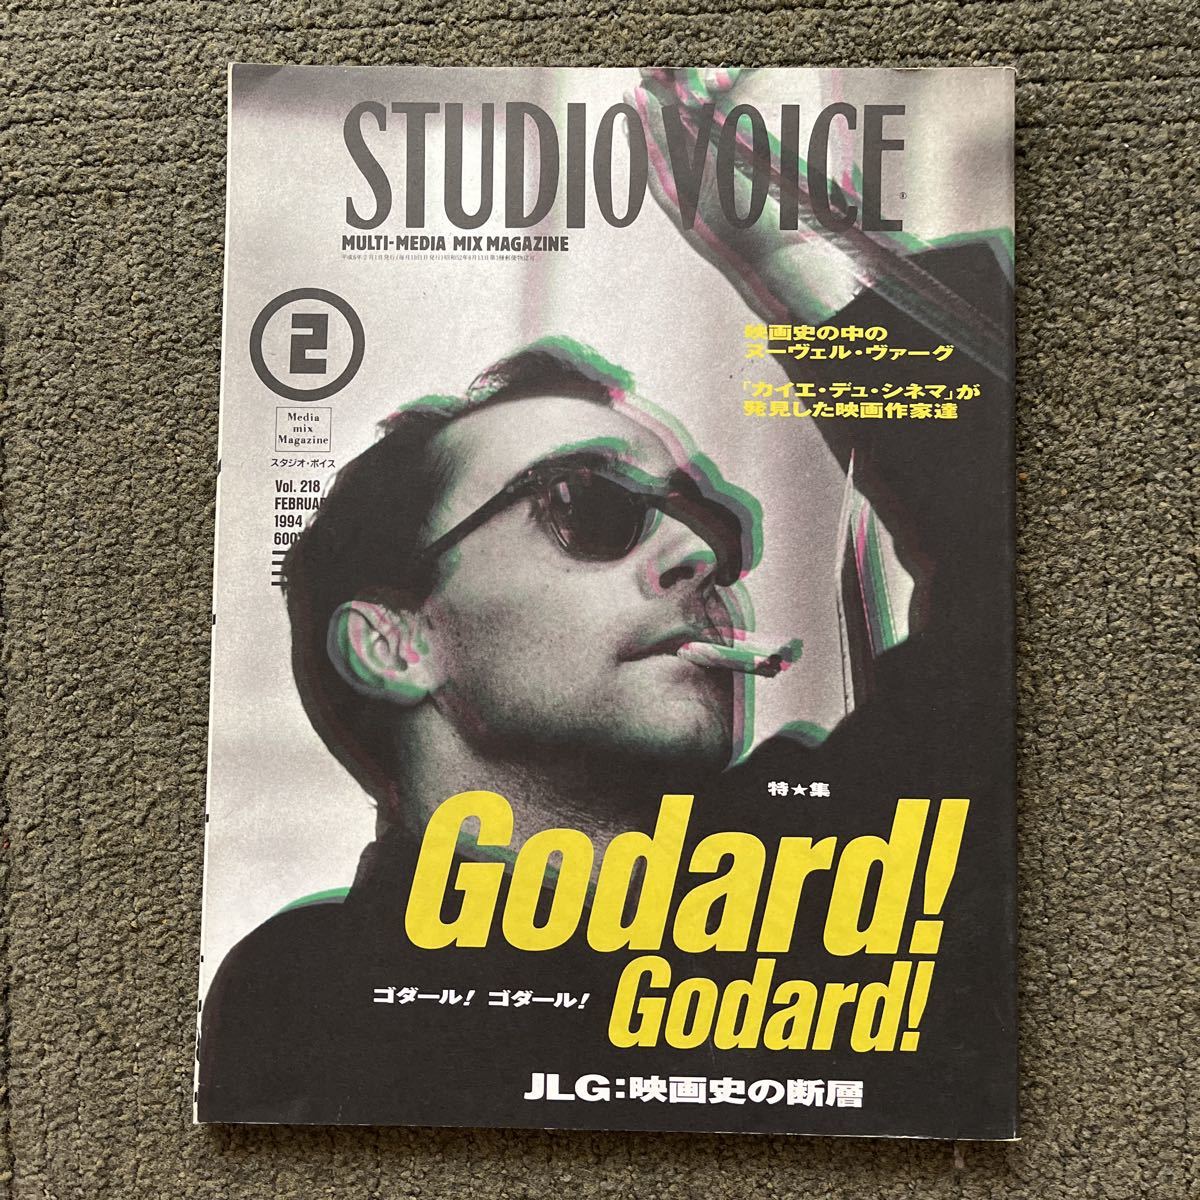 STUDIO VOICE
MULTI-MEDIA MIX MAGAZINE
2
Media
mix
Magazine
スタジオ・ボイス
Vol. 218
FEBRUA
1994
600
映画史の中の
ヌーヴェル・ヴァーグ
「カイエ・デュ・シネマ」が
発見した映画作家達
特★集
Godard!
ゴダール! ゴダール!
Godard!
JLG:映画史の断層